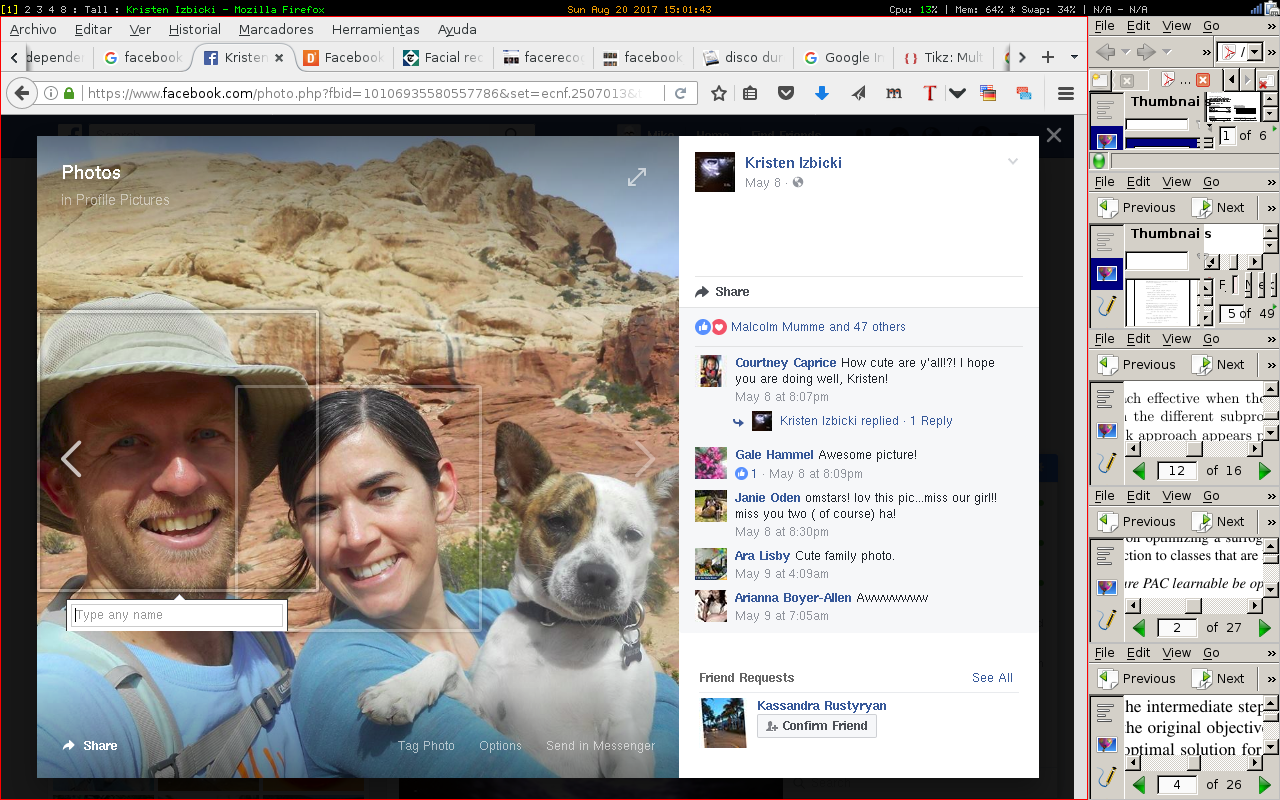 [1] 2 3 4 8 : Tall : Kristen Izbicki - Mozilla Firefox
Sun Aug 20 2017 15:01:43
Cpu: 13% | Mem: 64% * Swap: 34% | N/A - N/A
Archivo Editar Ver Historial Marcadores Herramientas Ayuda
depender
facebook
Kristen
Facebook
Facial rec
facereco
facebook
disco dur
Google In
Tikz: Mult
https://www.facebook.com/photo.php?fbid=10109935580557786&set=ecnf.2507013&
Photos
In Profile Pictures
Type any name
Share
Tag Photo Options Send in Messenger
Kristen Izbicki
May 8
Share
Malcolm Mumme and 47 others
Courtney Caprice How cute are y'all!?! I hope
you are doing well, Kristen!
May 8 at 8:07pm
Kristen Izbicki replied · 1 Reply
Gale Hammel Awesome picture!
1 · May 8 at 8:09pm
Janie Oden omstars! lov this pic...miss our girl!!
miss you two ( of course) ha!
May 8 at 8:30pm
Ara Lisby Cute family photo.
May 9 at 4:09am
Arianna Boyer-Allen Awwwwwww
May 9 at 7:05am
Friend Requests See All
Kassandra Rustyryan
Confirm Friend
File Edit View Go »
Thumbnai s
1 of 6
File Edit View Go »
Previous Next »
Thumbnai s
5 of 49
File Edit View Go »
Previous Next »
ch effective when the
the different subpro
k approach appears p
12 of 16
File Edit View Go »
Previous Next »
on optimizing a surrog
ction to classes that are
are PAC learnable be op
2 of 27
File Edit View Go »
Previous Next »
he intermediate step
he original objectiv
optimal solution for
4 of 26